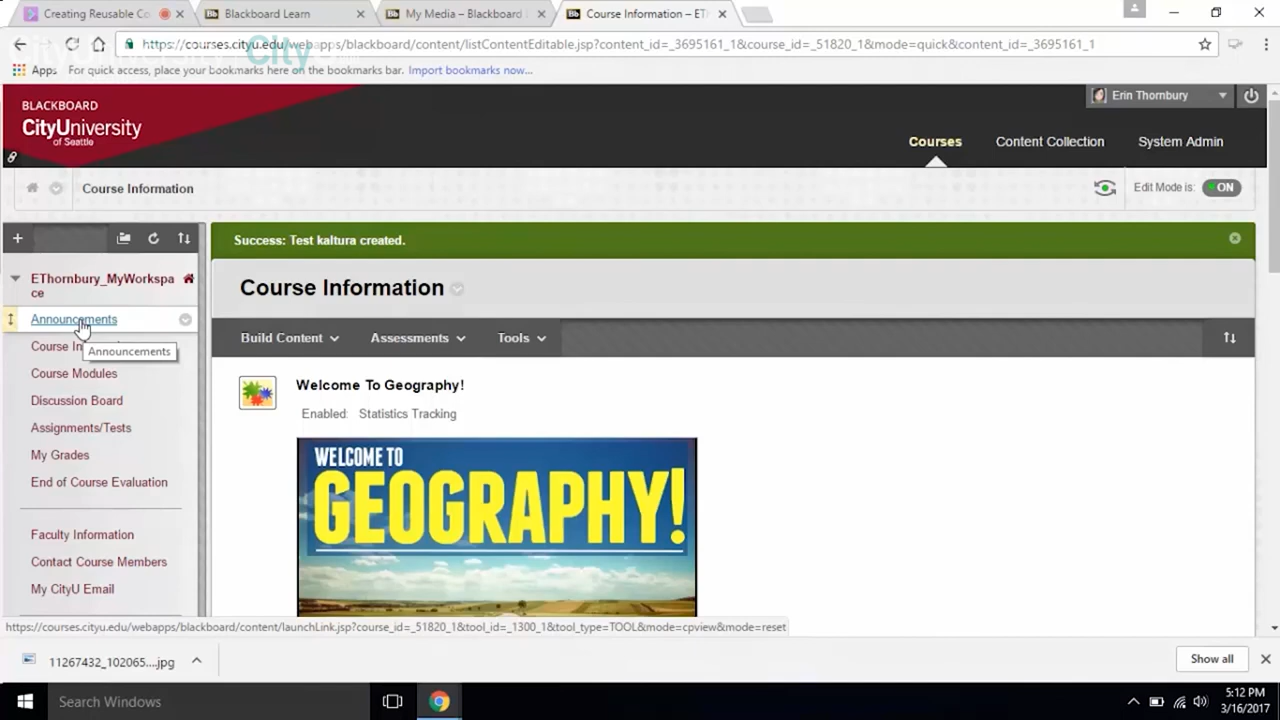 Creating Reusable Co
Blackboard Learn
My Media – Blackboard
Course Information – ET
https://courses.cityu.edu/webapps/blackboard/content/listContentEditable.jsp?content_id=_3695161_1&course_id=_51820_1&mode=quick&content_id=_3695161_1
Apps
For quick access, place your bookmarks here on the bookmarks bar. Import bookmarks now...
CityUniversity
City
BLACKBOARD
CityUniversity
of Seattle
Erin Thornbury
Courses
Content Collection
System Admin
Course Information
Edit Mode is:
ON
Success: Test kaltura created.
EThornbury_MyWorkspa
ce
Announcements
Course In
Announcements
Course Modules
Discussion Board
Assignments/Tests
My Grades
End of Course Evaluation
Faculty Information
Contact Course Members
My CityU Email
Course Information
Build Content
Assessments
Tools
Welcome To Geography!
Enabled: Statistics Tracking
WELCOME TO
GEOGRAPHY!
https://courses.cityu.edu/webapps/blackboard/content/launchLink.jsp?course_id=_51820_1&tool_id=_1300_1&tool_type=TOOL&mode=cpview&mode=reset
11267432_102065....jpg
Show all
Search Windows
5:12 PM
3/16/2017